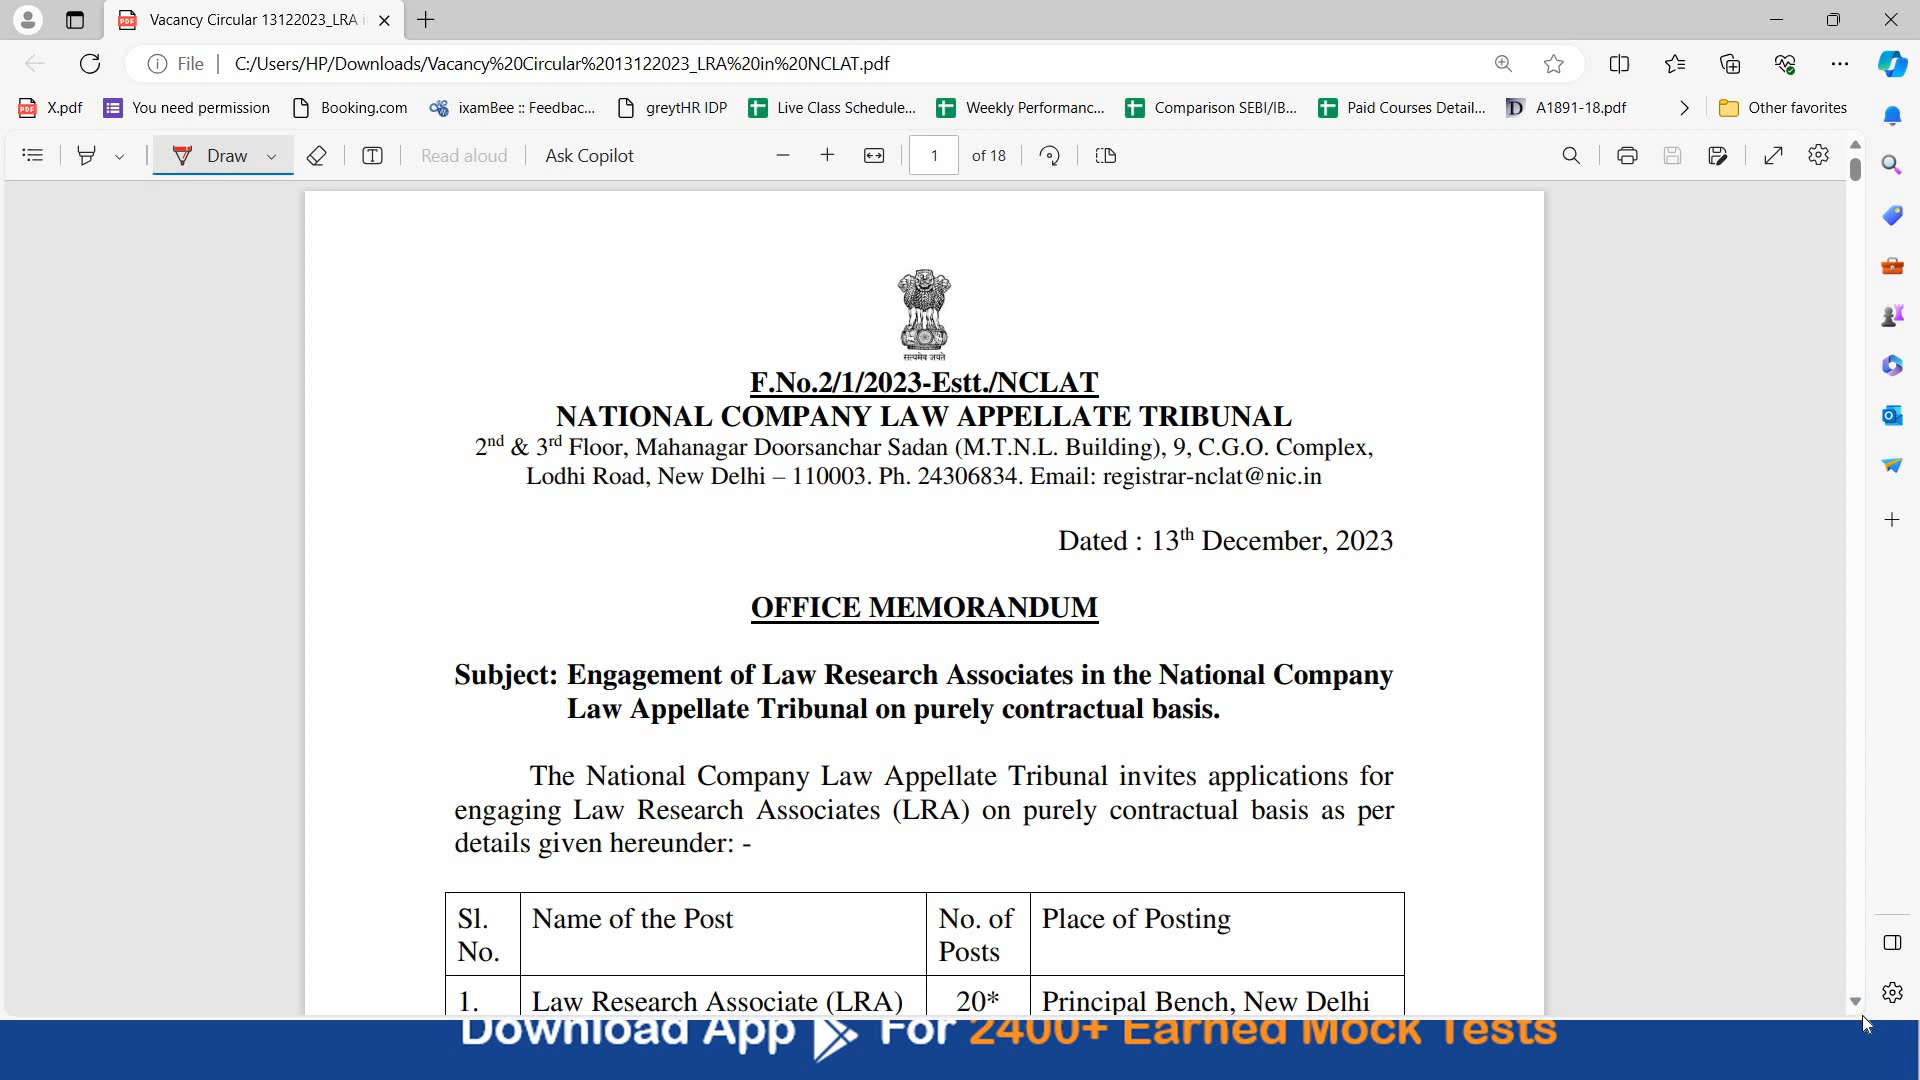 Vacancy Circular 13122023_LRA i
File
C:/Users/HP/Downloads/Vacancy%20Circular%2013122023_LRA%20in%20NCLAT.pdf
X.pdf
You need permission
Booking.com
ixamBee :: Feedbac...
greytHR IDP
Live Class Schedule...
Weekly Performanc...
Comparison SEBI/IB...
Paid Courses Detail...
A1891-18.pdf
Other favorites
Draw
Read aloud
Ask Copilot
1 of 18
सत्यमेव जयते
F.No.2/1/2023-Estt./NCLAT
NATIONAL COMPANY LAW APPELLATE TRIBUNAL
2nd & 3rd Floor, Mahanagar Doorsanchar Sadan (M.T.N.L. Building), 9, C.G.O. Complex,
Lodhi Road, New Delhi – 110003. Ph. 24306834. Email: registrar-nclat@nic.in
Dated : 13th December, 2023
OFFICE MEMORANDUM
Subject: Engagement of Law Research Associates in the National Company
Law Appellate Tribunal on purely contractual basis.
The National Company Law Appellate Tribunal invites applications for
engaging Law Research Associates (LRA) on purely contractual basis as per
details given hereunder: -
Sl. No. Name of the Post No. of Posts Place of Posting
1. Law Research Associate (LRA) 20* Principal Bench, New Delhi
Download App For 2400+ Earned Mock Tests